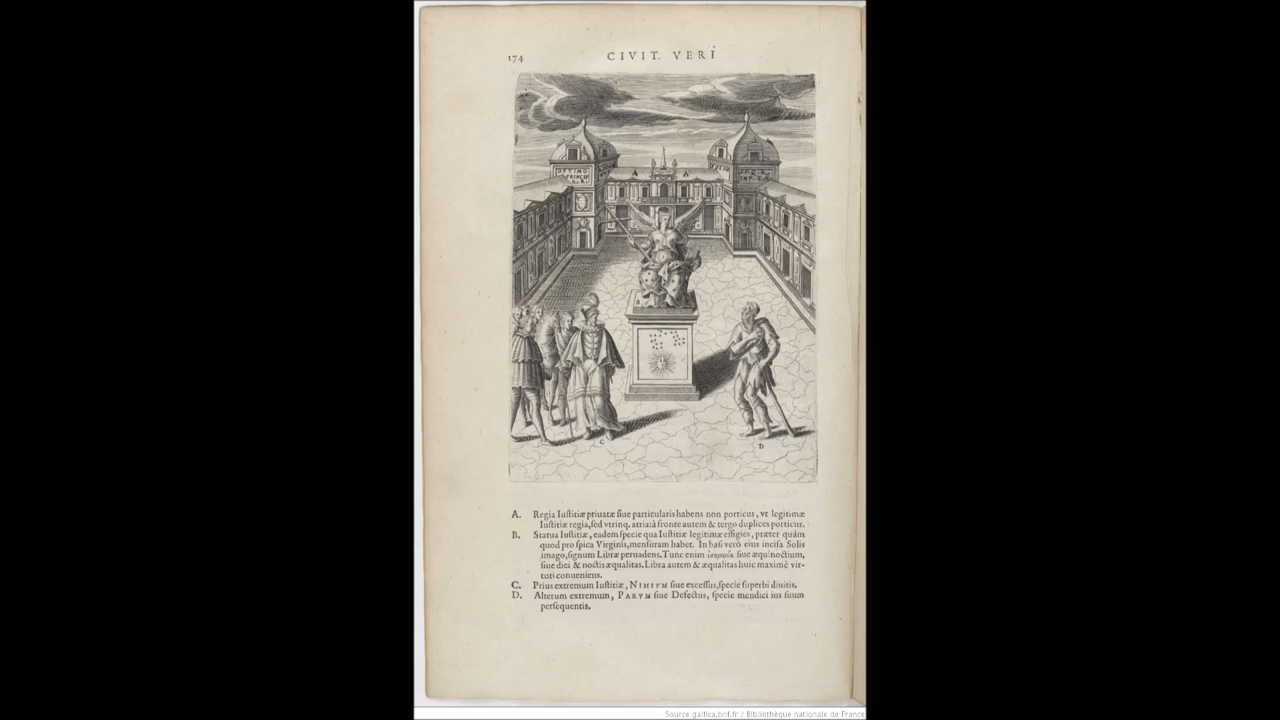 174 CIVIT. VERI
OPTIMO
PRINCIP
A A
C
D
A. Regia Iustitiæ priuatæ siue particularis habens non porticus, vt legitimæ
Iustitiæ regia, sed vtrinq. atria: à fronte autem & tergo duplices porticus.
B. Statua Iustitiæ, eadem specie qua Iustitiæ legitimæ effigies, præter quàm
quod pro spica Virginis, mensuram habet. In basi verò eius incisa Solis
imago, signum Libræ peruadens. Tunc enim ἰσημερία siue æquinoctium,
siue diei & noctis æqualitas. Libra autem & æqualitas huic maximè vir-
tuti conueniens.
C. Prius extremum Iustitiæ, NIMIVM siue excessus, specie superbi diuitis.
D. Alterum extremum, PARVM siue Defectus, specie mendici ius suum
persequentis.
Source gallica.bnf.fr / Bibliothèque nationale de France